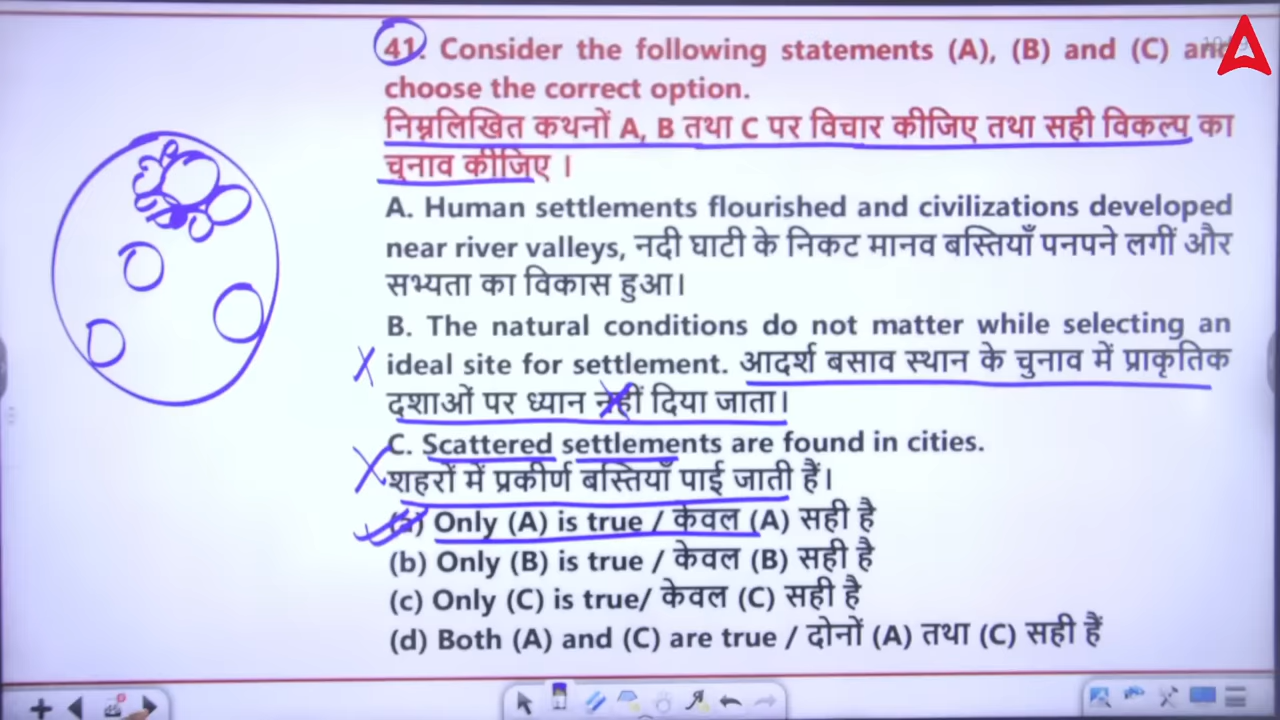 41. Consider the following statements (A), (B) and (C) and
choose the correct option.
निम्नलिखित कथनों A, B तथा C पर विचार कीजिए तथा सही विकल्प का
चुनाव कीजिए ।
A. Human settlements flourished and civilizations developed
near river valleys, नदी घाटी के निकट मानव बस्तियाँ पनपने लगीं और
सभ्यता का विकास हुआ।
B. The natural conditions do not matter while selecting an
ideal site for settlement. आदर्श बसाव स्थान के चुनाव में प्राकृतिक
दशाओं पर ध्यान नहीं दिया जाता।
C. Scattered settlements are found in cities.
शहरों में प्रकीर्ण बस्तियाँ पाई जाती हैं।
(a) Only (A) is true / केवल (A) सही है
(b) Only (B) is true / केवल (B) सही है
(c) Only (C) is true/ केवल (C) सही है
(d) Both (A) and (C) are true / दोनों (A) तथा (C) सही हैं